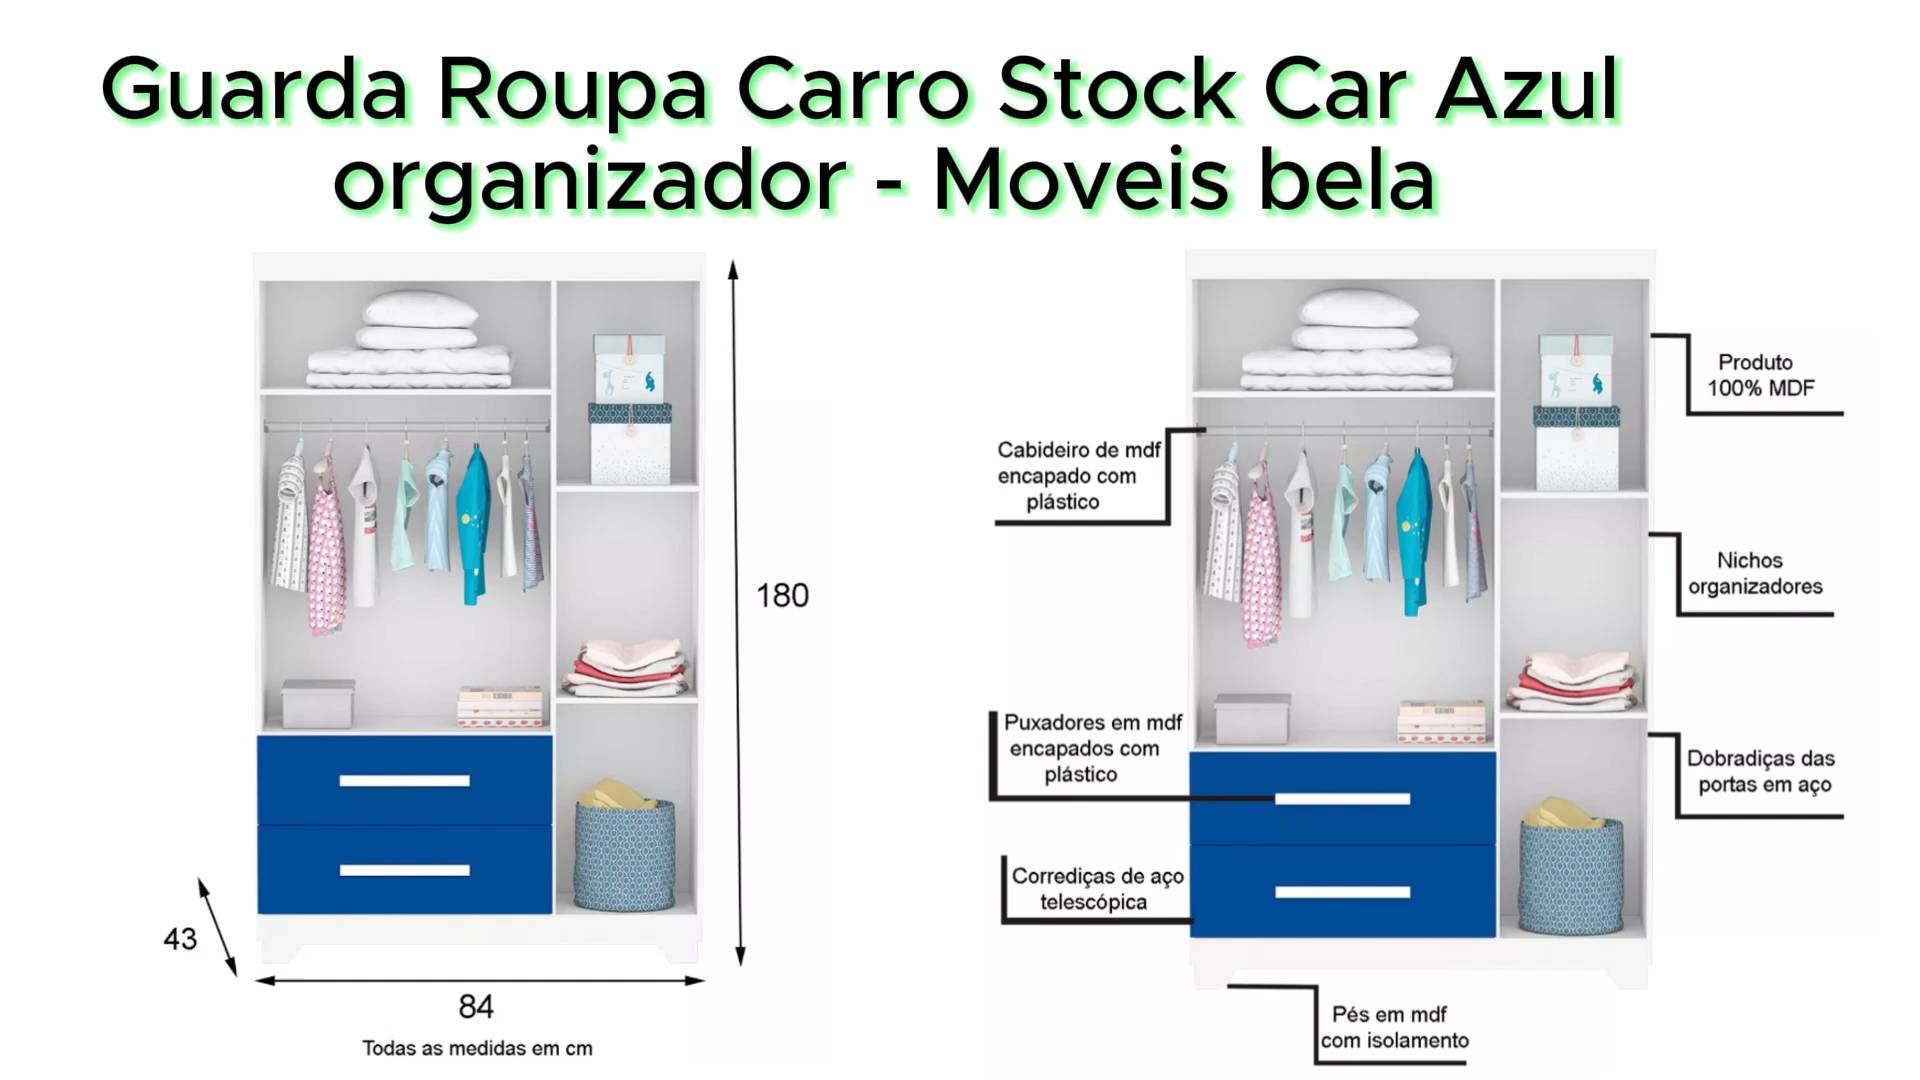 Guarda Roupa Carro Stock Car Azul
organizador - Moveis bela
180
43
84
Todas as medidas em cm
Produto
100% MDF
Cabideiro de mdf
encapado com
plástico
Nichos
organizadores
Puxadores em mdf
encapados com
plástico
Dobradiças das
portas em aço
Corrediças de aço
telescópica
Pés em mdf
com isolamento